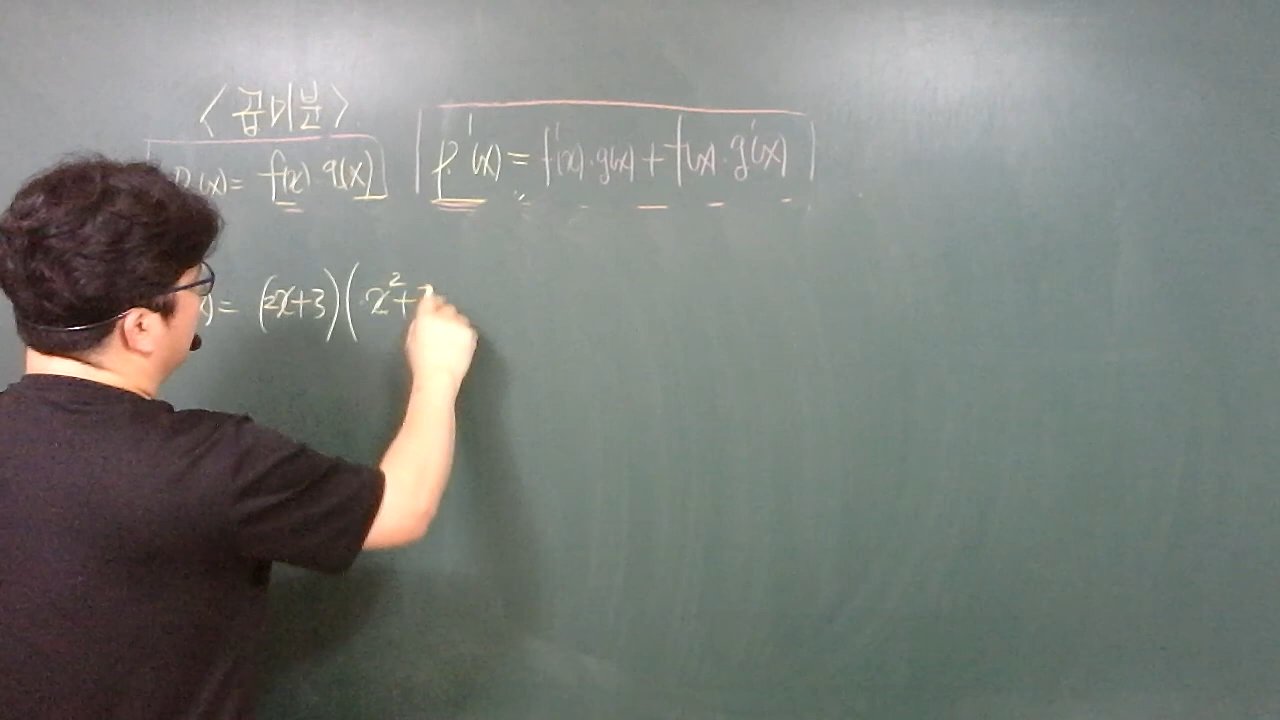 <곱미분>
(x) = f(x)·g(x) p'(x) = f'(x)·g(x) + f(x)·g'(x)
) = (2x+3)(x²+